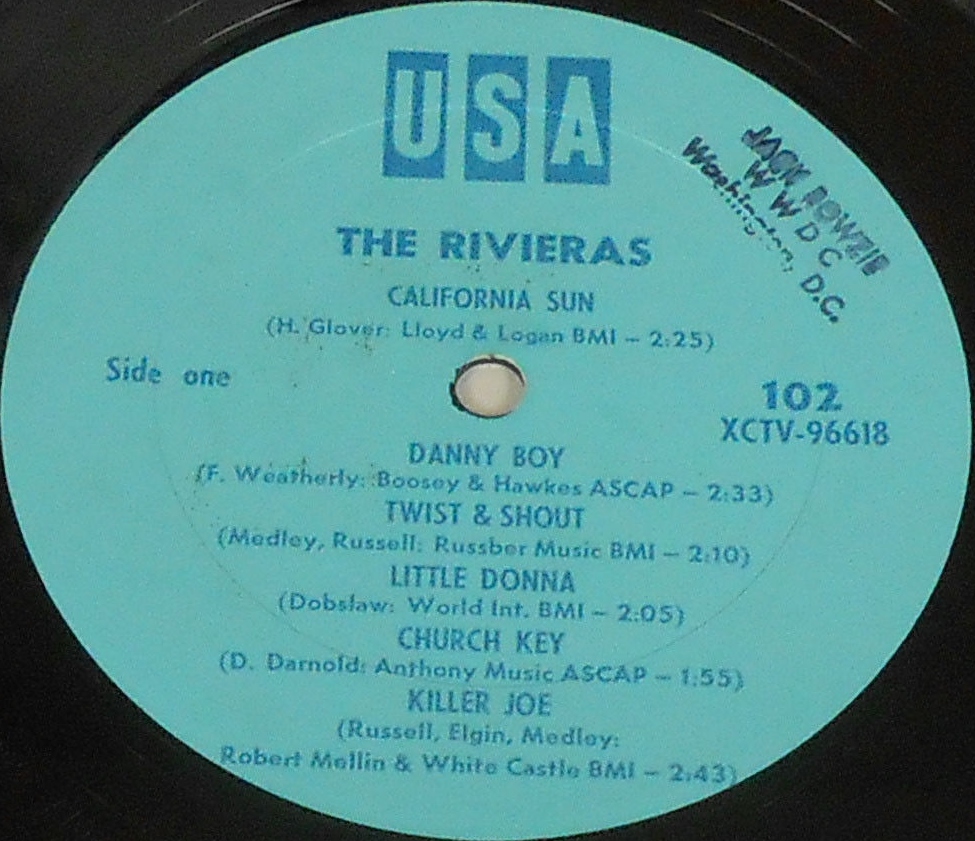 USA
JACK BOWZIE
WWDC
Washington, D.C.
THE RIVIERAS
CALIFORNIA SUN
(H. Glover: Lloyd & Logan BMI – 2:25)
Side one
102
XCTV-96618
DANNY BOY
(F. Weatherly: Boosey & Hawkes ASCAP – 2:33)
TWIST & SHOUT
(Medley, Russell: Russber Music BMI – 2:10)
LITTLE DONNA
(Dobslaw: World Int. BMI – 2:05)
CHURCH KEY
(D. Darnold: Anthony Music ASCAP – 1:55)
KILLER JOE
(Russell, Elgin, Medley:
Robert Mellin & White Castle BMI – 2:43)